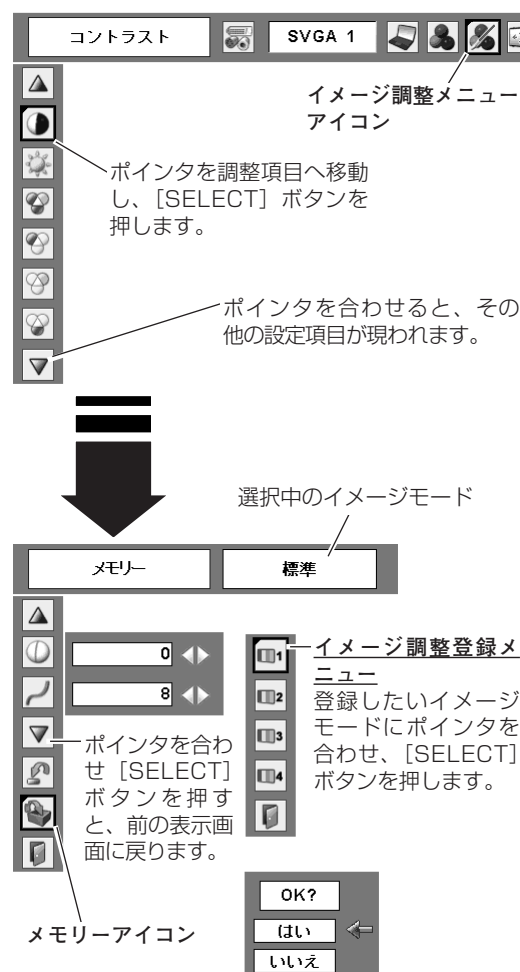 コントラスト
SVGA 1
イメージ調整メニュー
アイコン
ポインタを調整項目へ移動
し、［SELECT］ボタンを
押します。
ポインタを合わせると、その
他の設定項目が現われます。
選択中のイメージモード
メモリー
標準
0
8
1
2
3
4
イメージ調整登録メ
ニュー
登録したいイメージ
モードにポインタを
合わせ、［SELECT］
ボタンを押します。
ポインタを合わ
せ［SELECT］
ボタンを押す
と、前の表示画
面に戻ります。
メモリーアイコン
OK?
はい
いいえ